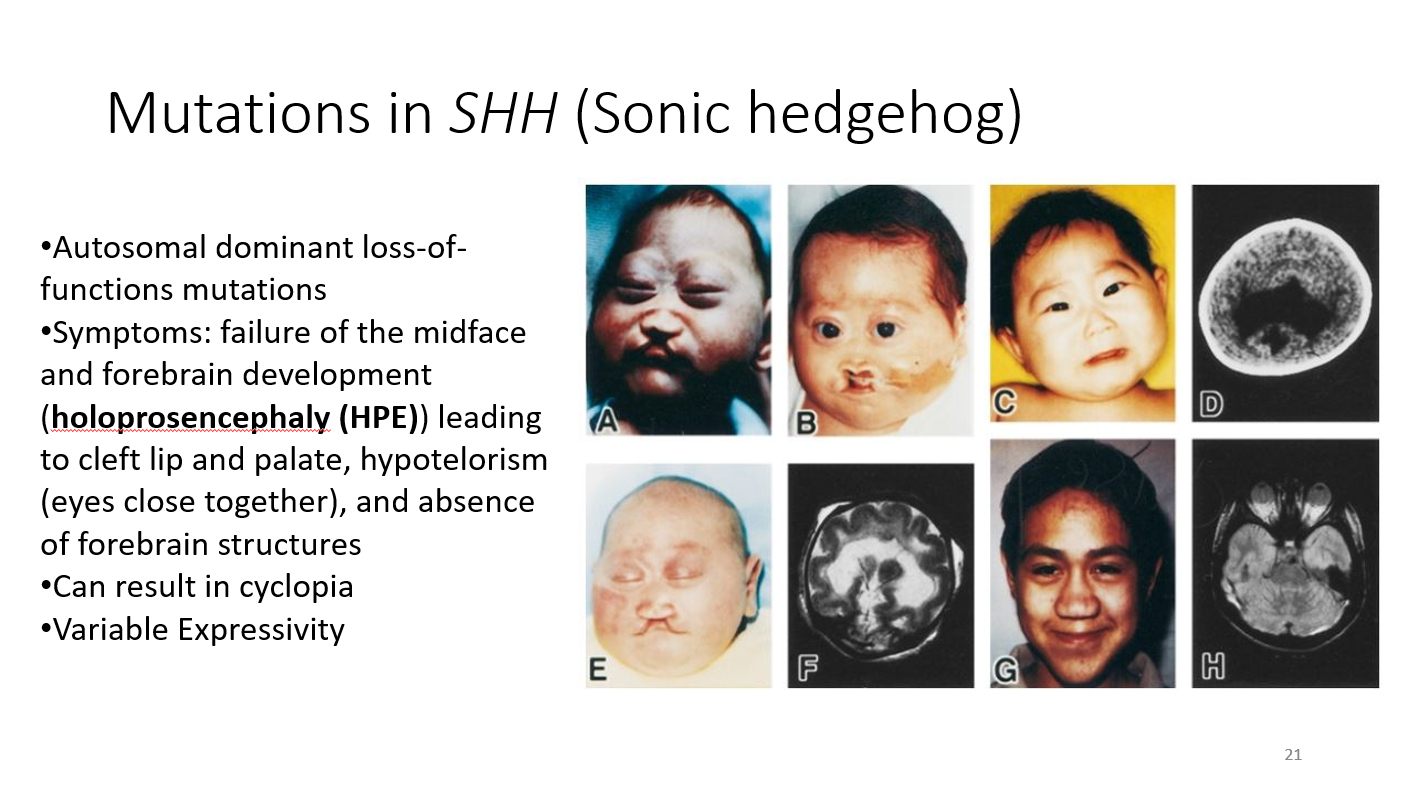 Mutations in SHH (Sonic hedgehog)
•Autosomal dominant loss-of-
functions mutations
•Symptoms: failure of the midface
and forebrain development
(holoprosencephaly (HPE)) leading
to cleft lip and palate, hypotelorism
(eyes close together), and absence
of forebrain structures
•Can result in cyclopia
•Variable Expressivity
A
B
C
D
E
F
G
H
21